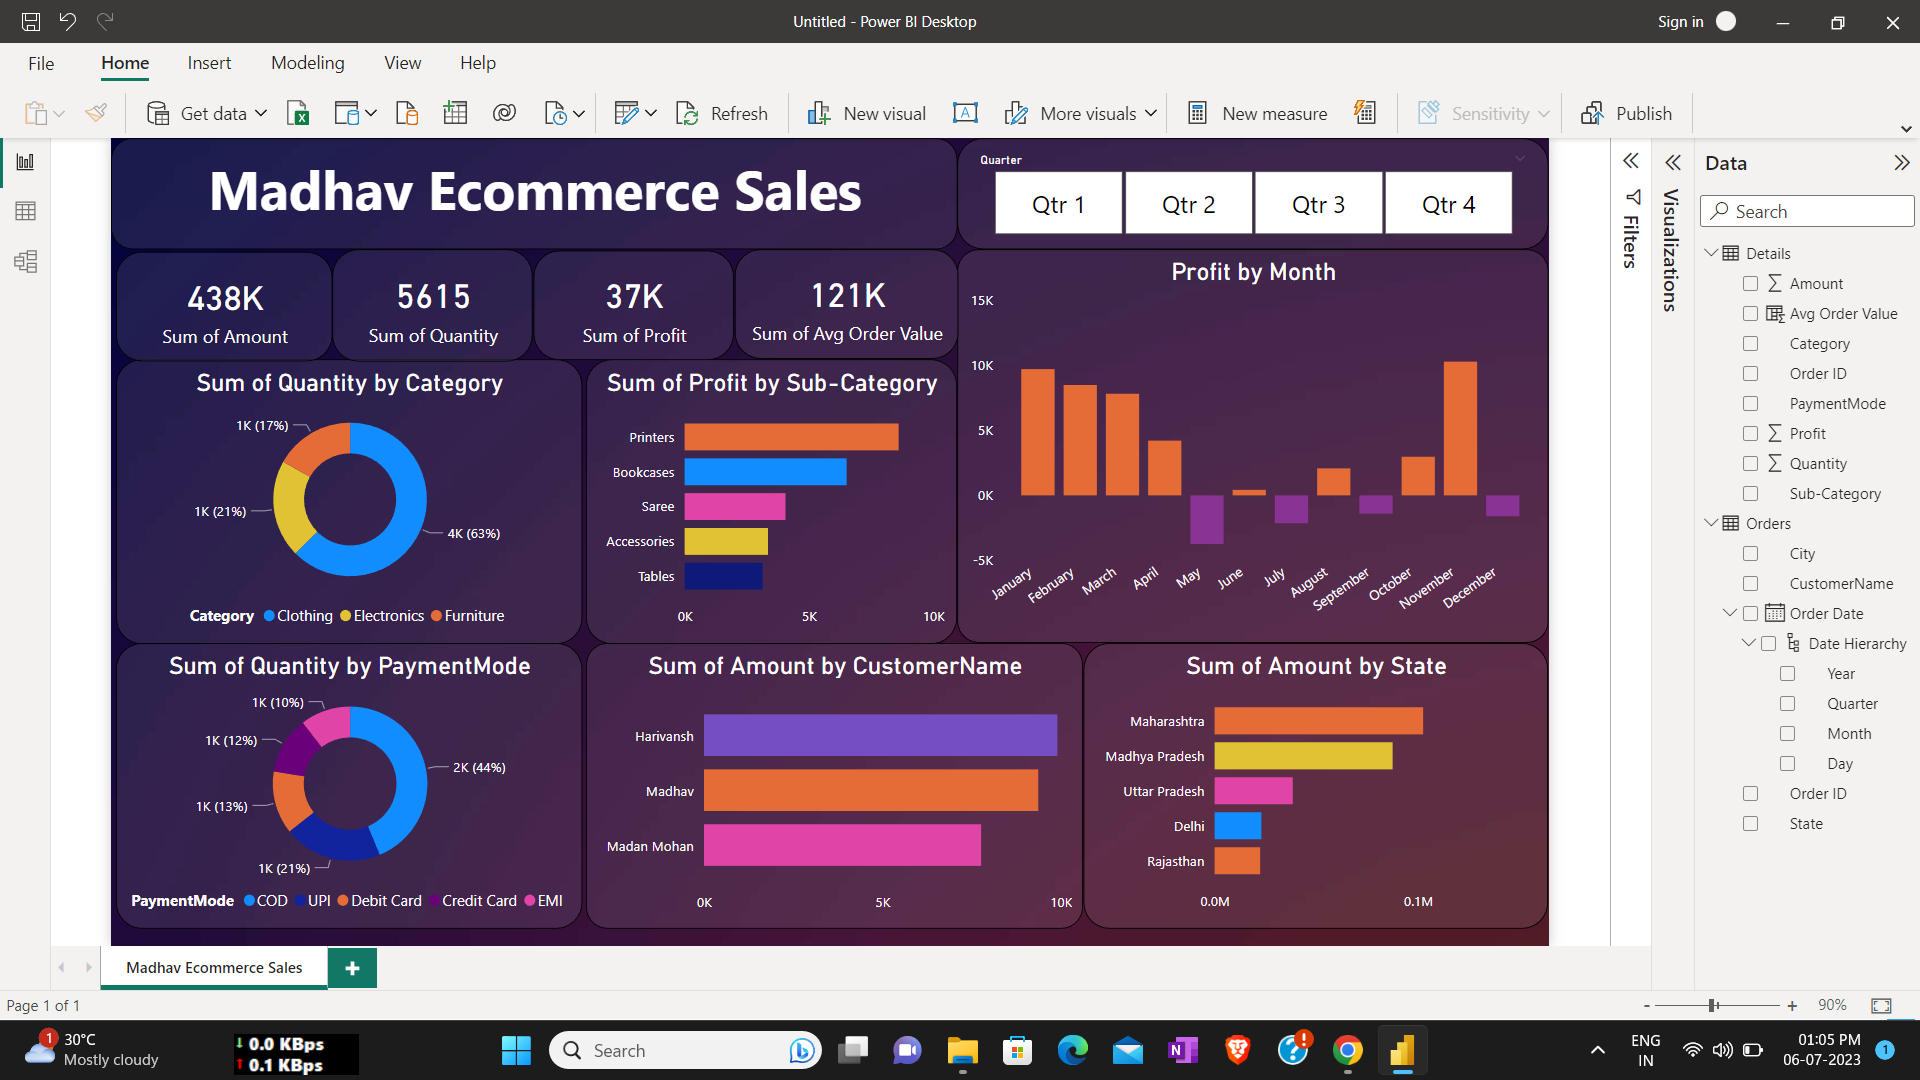 Untitled - Power BI Desktop
Sign in
File
Home
Insert
Modeling
View
Help
Get data
Refresh
New visual
More visuals
New measure
Sensitivity
Publish
Madhav Ecommerce Sales
Quarter
Qtr 1
Qtr 2
Qtr 3
Qtr 4
438K
Sum of Amount
5615
Sum of Quantity
37K
Sum of Profit
121K
Sum of Avg Order Value
Profit by Month
15K
10K
5K
0K
-5K
January
February
March
April
May
June
July
August
September
October
November
December
Sum of Quantity by Category
1K (17%)
1K (21%)
4K (63%)
Category Clothing Electronics Furniture
Sum of Profit by Sub-Category
Printers
Bookcases
Saree
Accessories
Tables
0K
5K
10K
Sum of Quantity by PaymentMode
1K (10%)
1K (12%)
2K (44%)
1K (13%)
1K (21%)
PaymentMode COD UPI Debit Card Credit Card EMI
Sum of Amount by CustomerName
Harivansh
Madhav
Madan Mohan
0K
5K
10K
Sum of Amount by State
Maharashtra
Madhya Pradesh
Uttar Pradesh
Delhi
Rajasthan
0.0M
0.1M
Filters
Visualizations
Data
Search
Details
Amount
Avg Order Value
Category
Order ID
PaymentMode
Profit
Quantity
Sub-Category
Orders
City
CustomerName
Order Date
Date Hierarchy
Year
Quarter
Month
Day
Order ID
State
Madhav Ecommerce Sales
Page 1 of 1
90%
1
30°C
Mostly cloudy
0.0 KBps
0.1 KBps
Search
ENG
IN
01:05 PM
06-07-2023
1